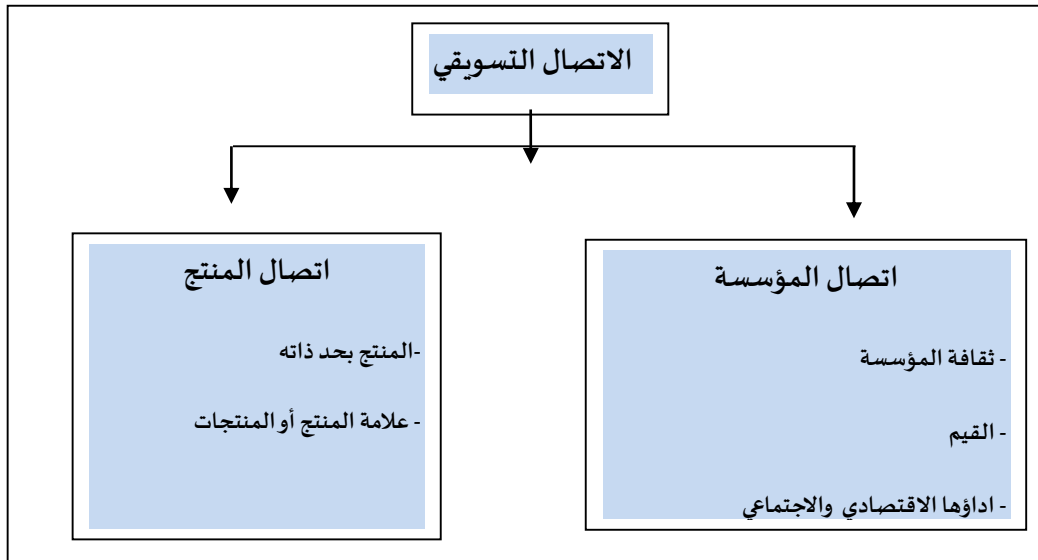 الاتصال التسويقي
اتصال المؤسسة
- ثقافة المؤسسة
- القيم
- اداؤها الاقتصادي والاجتماعي
اتصال المنتج
-المنتج بحد ذاته
- علامة المنتج أو المنتجات